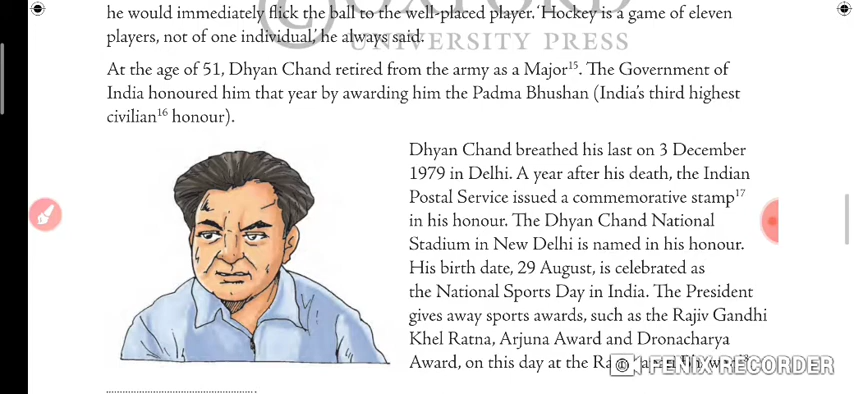 he would immediately flick the ball to the well-placed player. 'Hockey is a game of eleven
players, not of one individual,' he always said.
UNIVERSITY PRESS
At the age of 51, Dhyan Chand retired from the army as a Major15. The Government of
India honoured him that year by awarding him the Padma Bhushan (India's third highest
civilian16 honour).
Dhyan Chand breathed his last on 3 December
1979 in Delhi. A year after his death, the Indian
Postal Service issued a commemorative stamp17
in his honour. The Dhyan Chand National
Stadium in New Delhi is named in his honour.
His birth date, 29 August, is celebrated as
the National Sports Day in India. The President
gives away sports awards, such as the Rajiv Gandhi
Khel Ratna, Arjuna Award and Dronacharya
Award, on this day at the
FENIX RECORDER